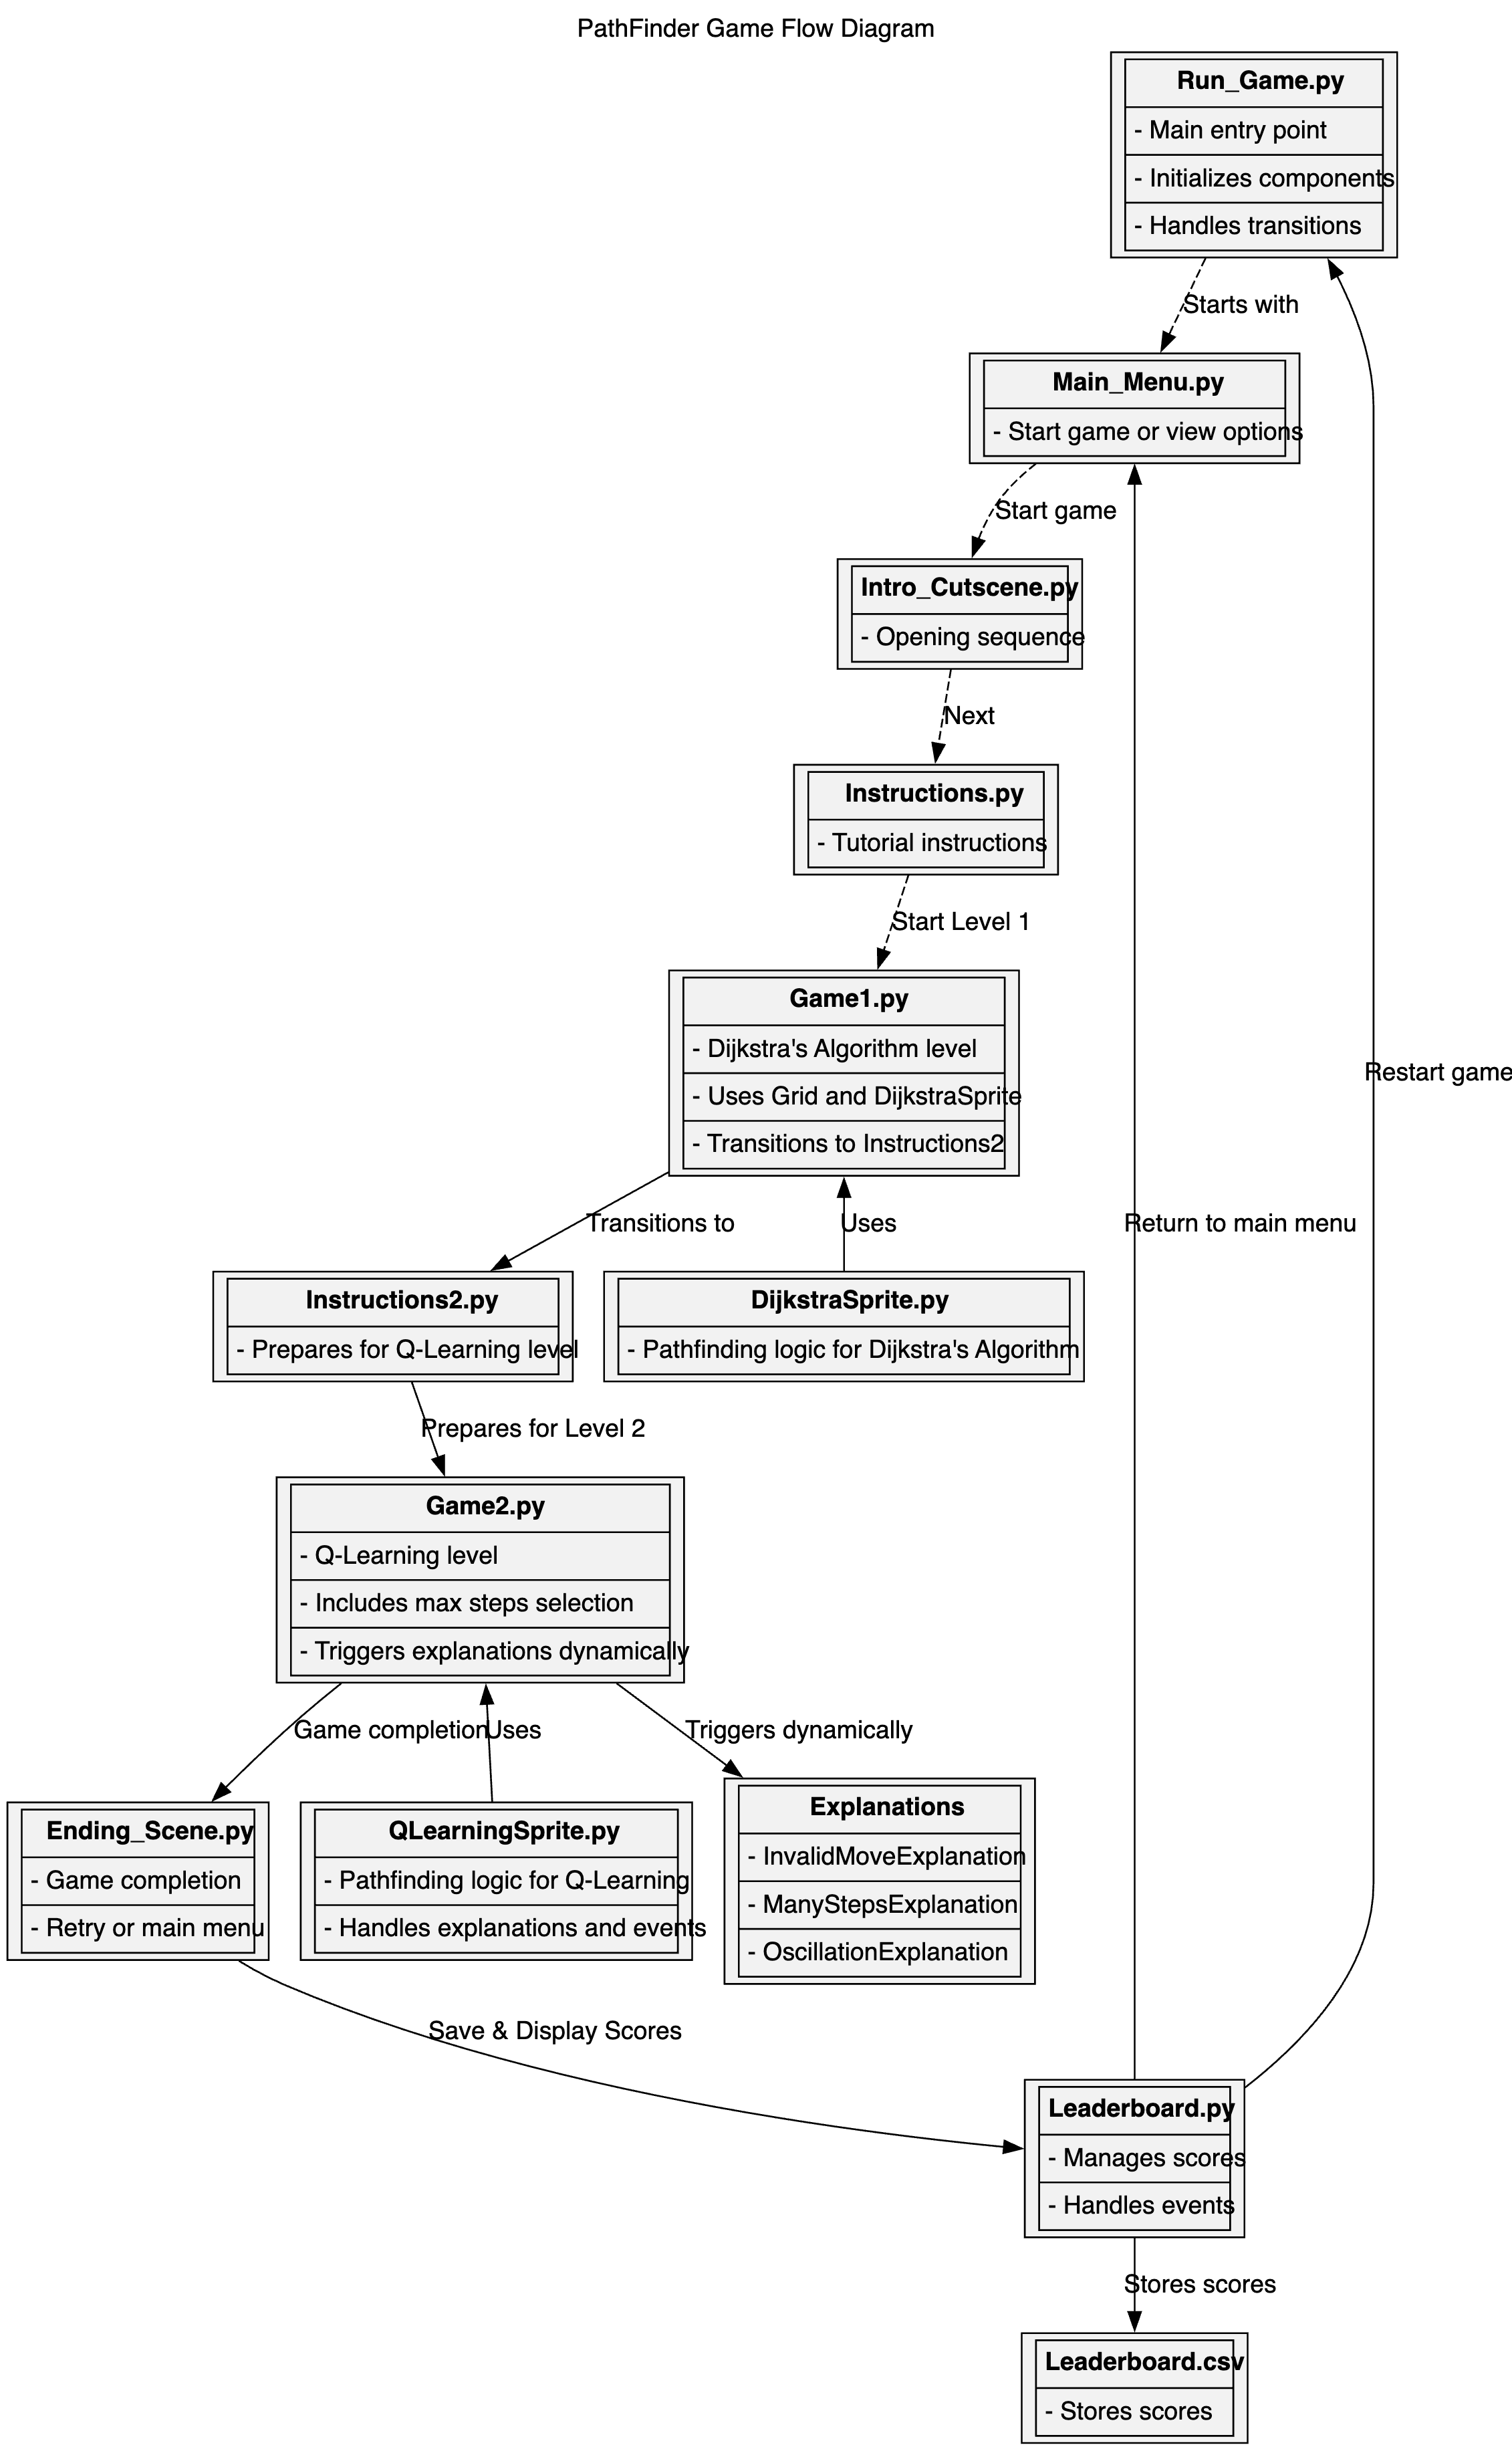 PathFinder Game Flow Diagram
Run_Game.py
- Main entry point
- Initializes components
- Handles transitions
Starts with
Main_Menu.py
- Start game or view options
Start game
Intro_Cutscene.py
- Opening sequence
Next
Instructions.py
- Tutorial instructions
Start Level 1
Game1.py
- Dijkstra's Algorithm level
- Uses Grid and DijkstraSprite
- Transitions to Instructions2
Restart game
Transitions to
Uses
Return to main menu
Instructions2.py
- Prepares for Q-Learning level
DijkstraSprite.py
- Pathfinding logic for Dijkstra's Algorithm
Prepares for Level 2
Game2.py
- Q-Learning level
- Includes max steps selection
- Triggers explanations dynamically
Game completion
Uses
Triggers dynamically
Ending_Scene.py
- Game completion
- Retry or main menu
QLearningSprite.py
- Pathfinding logic for Q-Learning
- Handles explanations and events
Explanations
- InvalidMoveExplanation
- ManyStepsExplanation
- OscillationExplanation
Save & Display Scores
Leaderboard.py
- Manages scores
- Handles events
Stores scores
Leaderboard.csv
- Stores scores